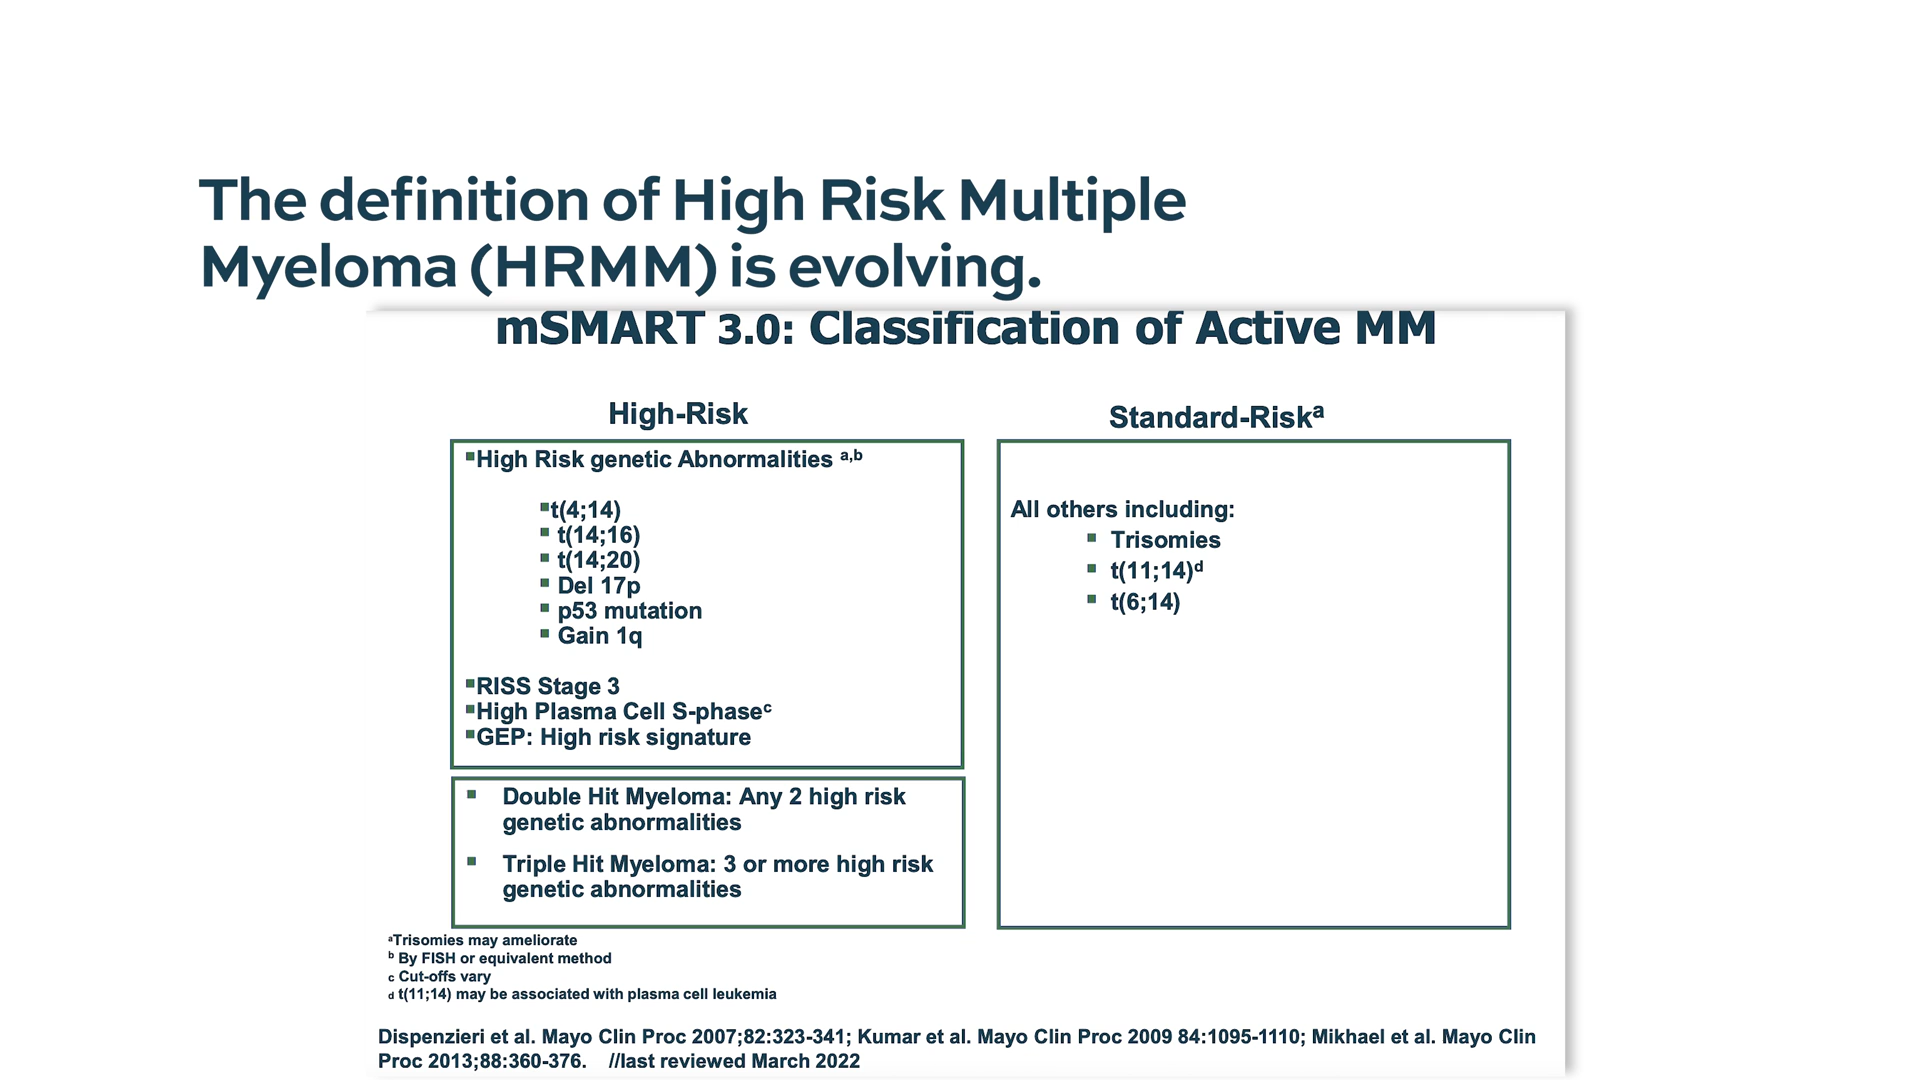 The definition of High Risk Multiple
Myeloma (HRMM) is evolving.
mSMART 3.0: Classification of Active MM
High-Risk
▪High Risk genetic Abnormalities a,b
▪t(4;14)
▪ t(14;16)
▪ t(14;20)
▪ Del 17p
▪ p53 mutation
▪ Gain 1q
▪RISS Stage 3
▪High Plasma Cell S-phasec
▪GEP: High risk signature
▪ Double Hit Myeloma: Any 2 high risk
genetic abnormalities
▪ Triple Hit Myeloma: 3 or more high risk
genetic abnormalities
Standard-Riska
All others including:
▪ Trisomies
▪ t(11;14)d
▪ t(6;14)
aTrisomies may ameliorate
b By FISH or equivalent method
c Cut-offs vary
d t(11;14) may be associated with plasma cell leukemia
Dispenzieri et al. Mayo Clin Proc 2007;82:323-341; Kumar et al. Mayo Clin Proc 2009 84:1095-1110; Mikhael et al. Mayo Clin
Proc 2013;88:360-376. //last reviewed March 2022